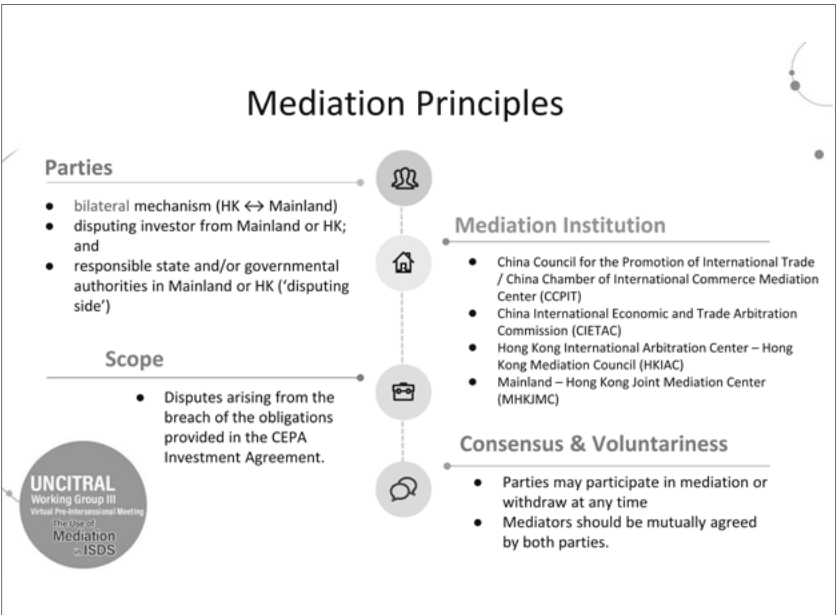 Mediation Principles
Parties
● bilateral mechanism (HK ↔ Mainland)
● disputing investor from Mainland or HK;
and
● responsible state and/or governmental
authorities in Mainland or HK (‘disputing
side’)
Mediation Institution
● China Council for the Promotion of International Trade
/ China Chamber of International Commerce Mediation
Center (CCPIT)
● China International Economic and Trade Arbitration
Commission (CIETAC)
● Hong Kong International Arbitration Center – Hong
Kong Mediation Council (HKIAC)
● Mainland – Hong Kong Joint Mediation Center
(MHKJMC)
Scope
● Disputes arising from the
breach of the obligations
provided in the CEPA
Investment Agreement.
Consensus & Voluntariness
● Parties may participate in mediation or
withdraw at any time
● Mediators should be mutually agreed
by both parties.
UNCITRAL
Working Group III
Virtual Pre-Intersessional Meeting
The Use of
Mediation
in ISDS